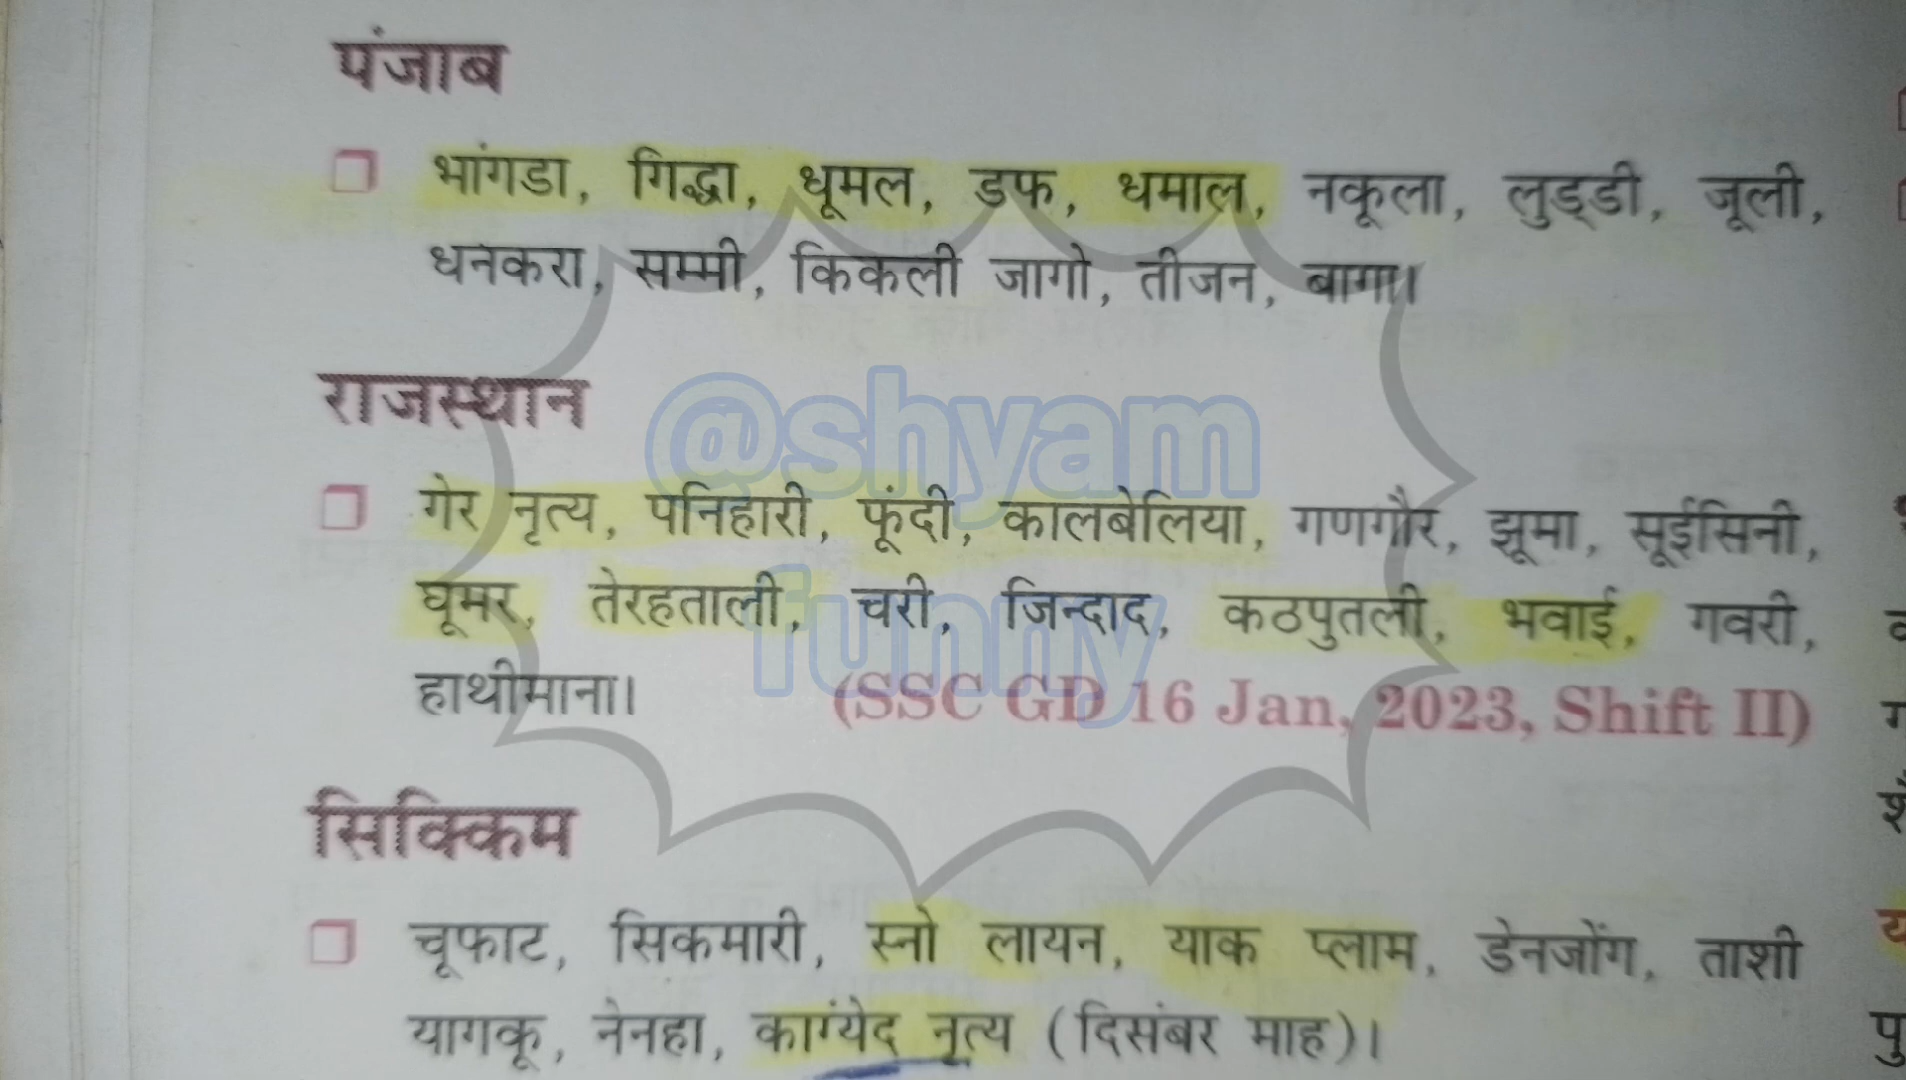 पंजाब
भांगडा, गिद्धा, धूमल, डफ, धमाल, नकूला, लुड्डी, जूली,
धनकरा, सम्मी, किकली जागो, तीजन, बागा।
राजस्थान
@shyam
गेर नृत्य, पनिहारी, फूंदी, कालबेलिया, गणगौर, झूमा, सूईसिनी,
घूमर, तेरहताली, चरी, जिन्दाद, कठपुतली, भवाई, गवरी,
funny
हाथीमाना। (SSC GD 16 Jan, 2023, Shift II)
सिक्किम
चूफाट, सिकमारी, स्नो लायन, याक प्लाम, डेनजोंग, ताशी
यागकू, नेनहा, काग्येद नृत्य (दिसंबर माह)।